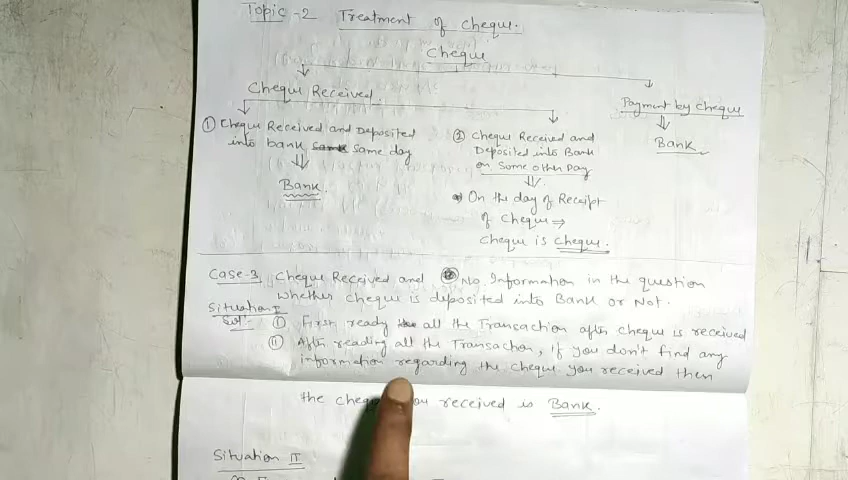 Topic-2 Treatment of cheque.
Cheque
Cheque Received.
Payment by cheque
Bank
① Cheque Received and Deposited
into bank same day
Bank.
② Cheque Received and
Deposited into Bank
on Some other Day
On the day of Receipt
of cheque ⇒
cheque is cheque.
Case-3 Cheque Received and No Information in the question
whether cheque is deposited into Bank or Not.
Situation I
① First ready all the Transaction after cheque is received
⑪ After reading all the Transaction, if you don't find any
information regarding the cheque you received then
the received is Bank.
Situation II